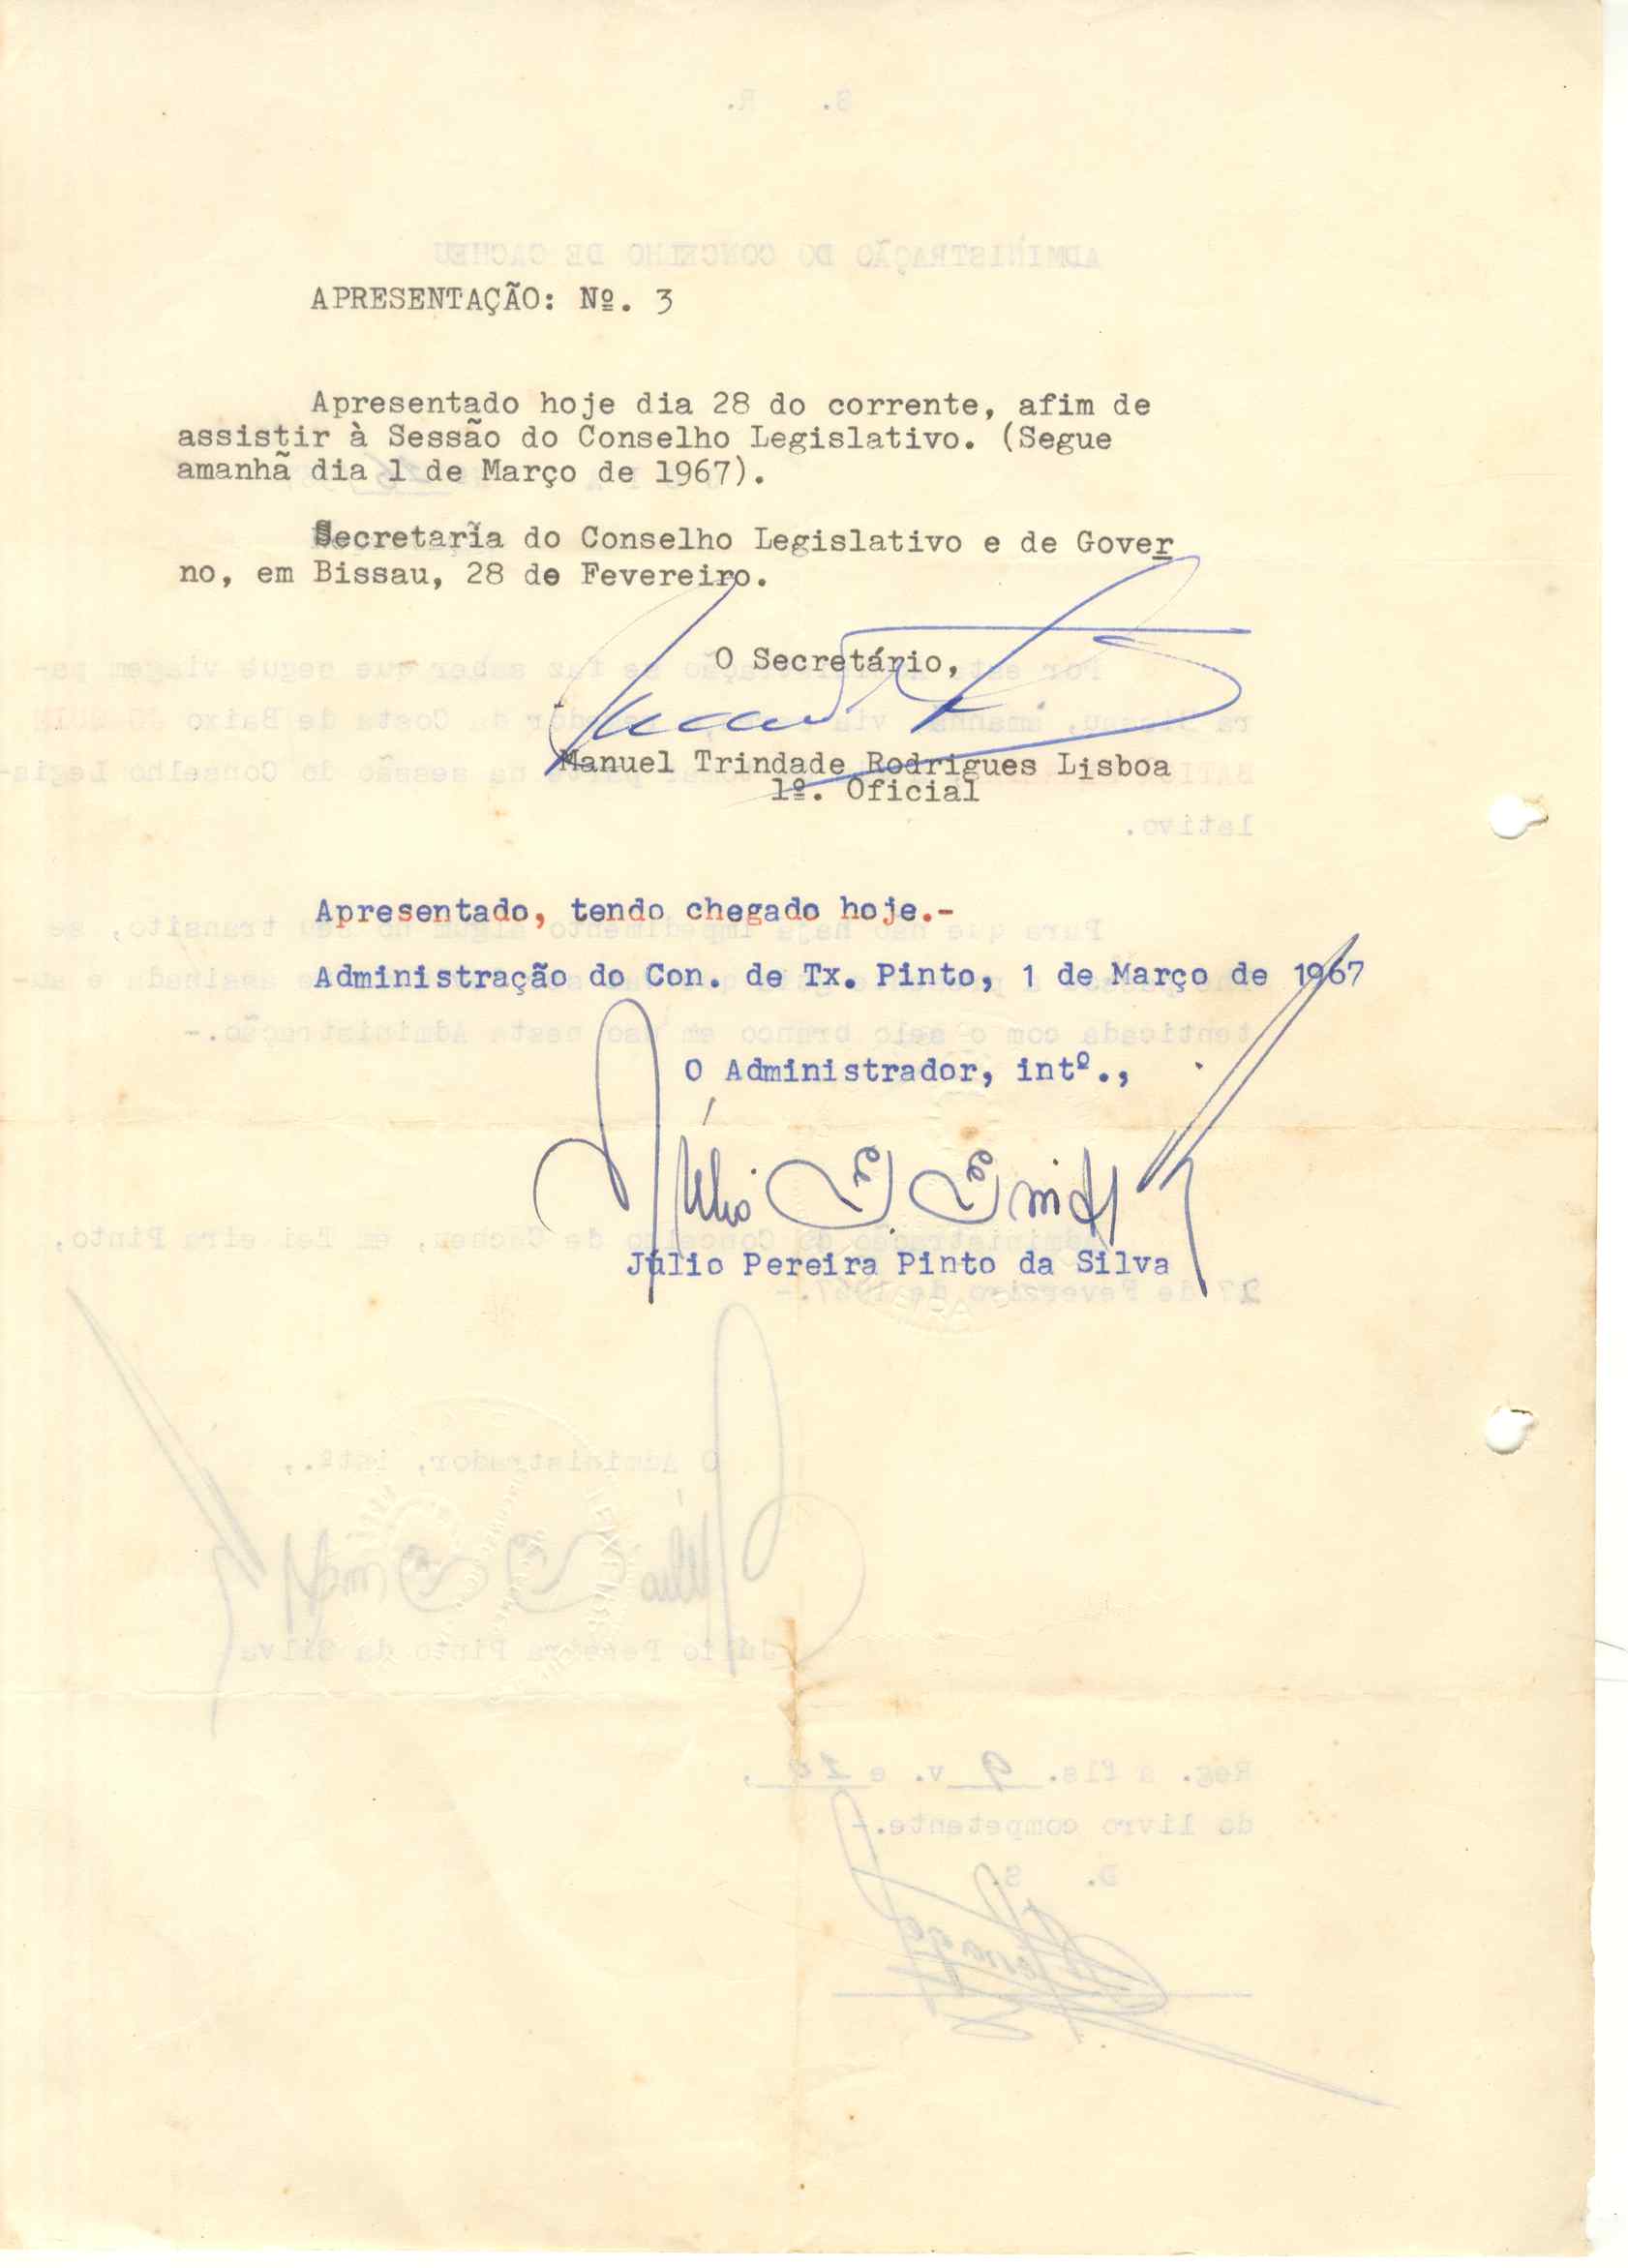 APRESENTAÇÃO: Nº. 3
Apresentado hoje dia 28 do corrente, afim de
assistir à Sessão do Conselho Legislativo. (Segue
amanhã dia 1 de Março de 1967).
Secretaria do Conselho Legislativo e de Gover
no, em Bissau, 28 de Fevereiro.
O Secretário,
Manuel Trindade Rodrigues Lisboa
1º. Oficial
Apresentado, tendo chegado hoje.-
Administração do Con. de Tx. Pinto, 1 de Março de 1967
O Administrador, intº.,
Júlio Pereira Pinto da Silva